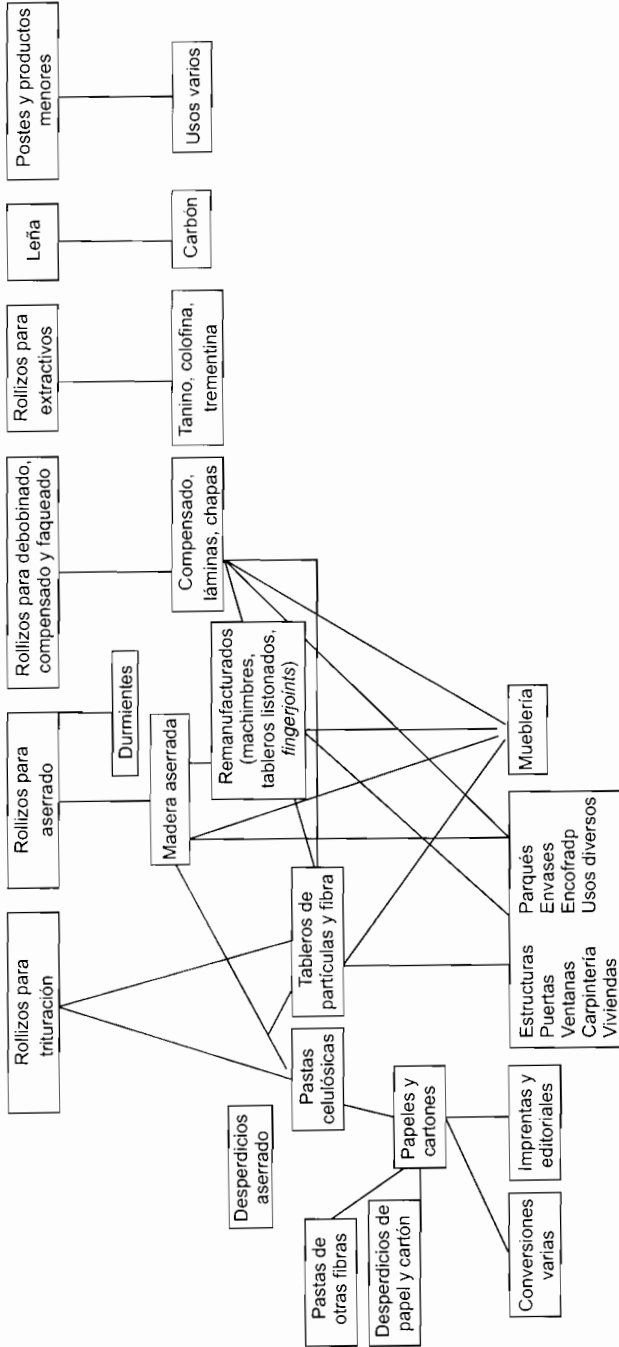 Rollizos para
trituración
Rollizos para
aserrado
Rollizos para debobinado,
compensado y faqueado
Rollizos para
extractivos
Leña
Postes y productos
menores
Durmientes
Desperdicios
aserrado
Madera aserrada
Compensado,
láminas, chapas
Tanino, colofina,
trementina
Carbón
Usos varios
Remanufacturados
(machimbres,
tableros listonados,
fingerjoints)
Pastas de
otras fibras
Pastas
celulósicas
Tableros de
partículas y fibra
Desperdicios de
papel y cartón
Papeles y
cartones
Conversiones
varias
Imprentas y
editoriales
Estructuras
Puertas
Ventanas
Carpintería
Viviendas
Parqués
Envases
Encofradp
Usos diversos
Mueblería